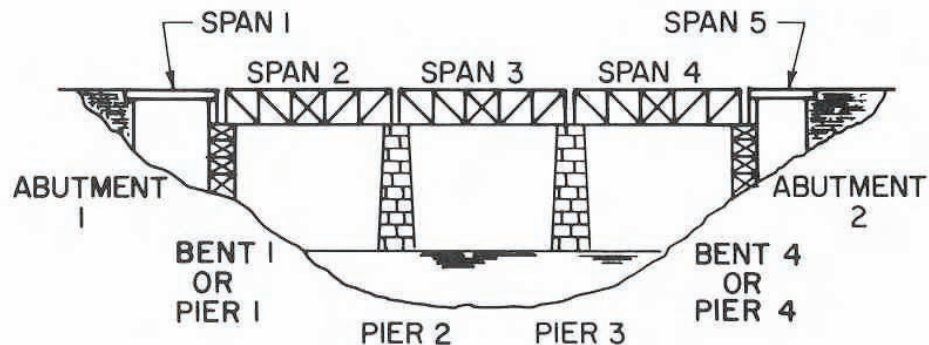 SPAN 1
SPAN 5
SPAN 2
SPAN 3
SPAN 4
ABUTMENT
1
ABUTMENT
2
BENT 1
OR
PIER 1
BENT 4
OR
PIER 4
PIER 2
PIER 3